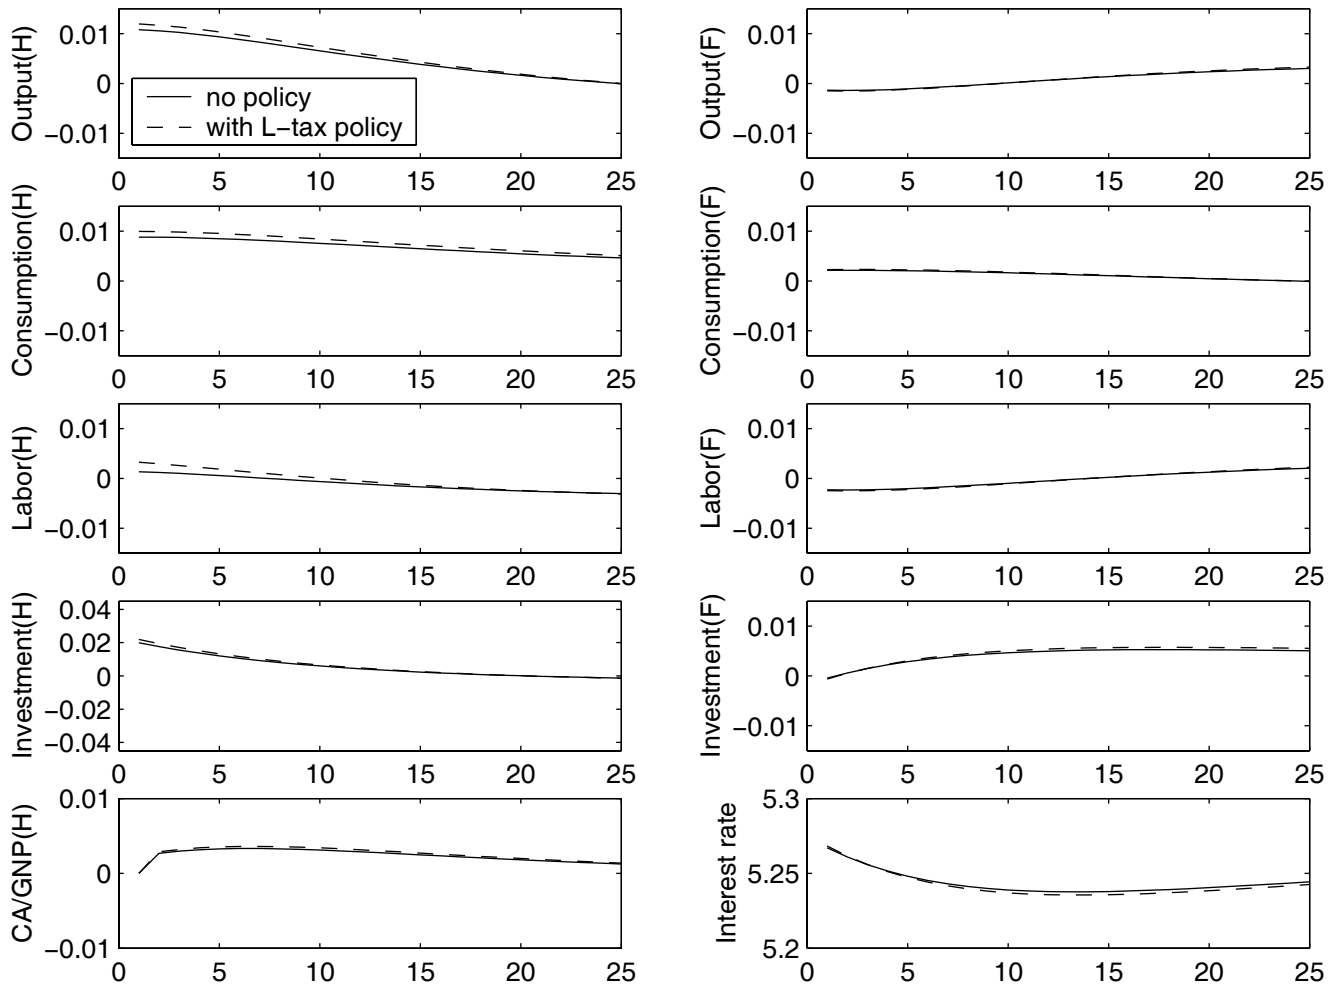 Output(H)
0.01
0
−0.01
no policy
with L−tax policy
0 5 10 15 20 25
Output(F)
0.01
0
−0.01
0 5 10 15 20 25
Consumption(H)
0.01
0
−0.01
0 5 10 15 20 25
Consumption(F)
0.01
0
−0.01
0 5 10 15 20 25
Labor(H)
0.01
0
−0.01
0 5 10 15 20 25
Labor(F)
0.01
0
−0.01
0 5 10 15 20 25
Investment(H)
0.04
0.02
0
−0.02
−0.04
0 5 10 15 20 25
Investment(F)
0.01
0
−0.01
0 5 10 15 20 25
CA/GNP(H)
0.01
0
−0.01
0 5 10 15 20 25
Interest rate
5.3
5.25
5.2
0 5 10 15 20 25